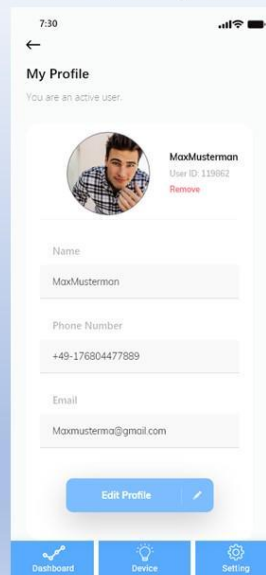 7:30
My Profile
You are an active user.
MaxMusterman
User ID: 119862
Remove
Name
MaxMusterman
Phone Number
+49-176804477889
Email
Maxmusterma@gmail.com
Edit Profile
Dashboard
Device
Setting